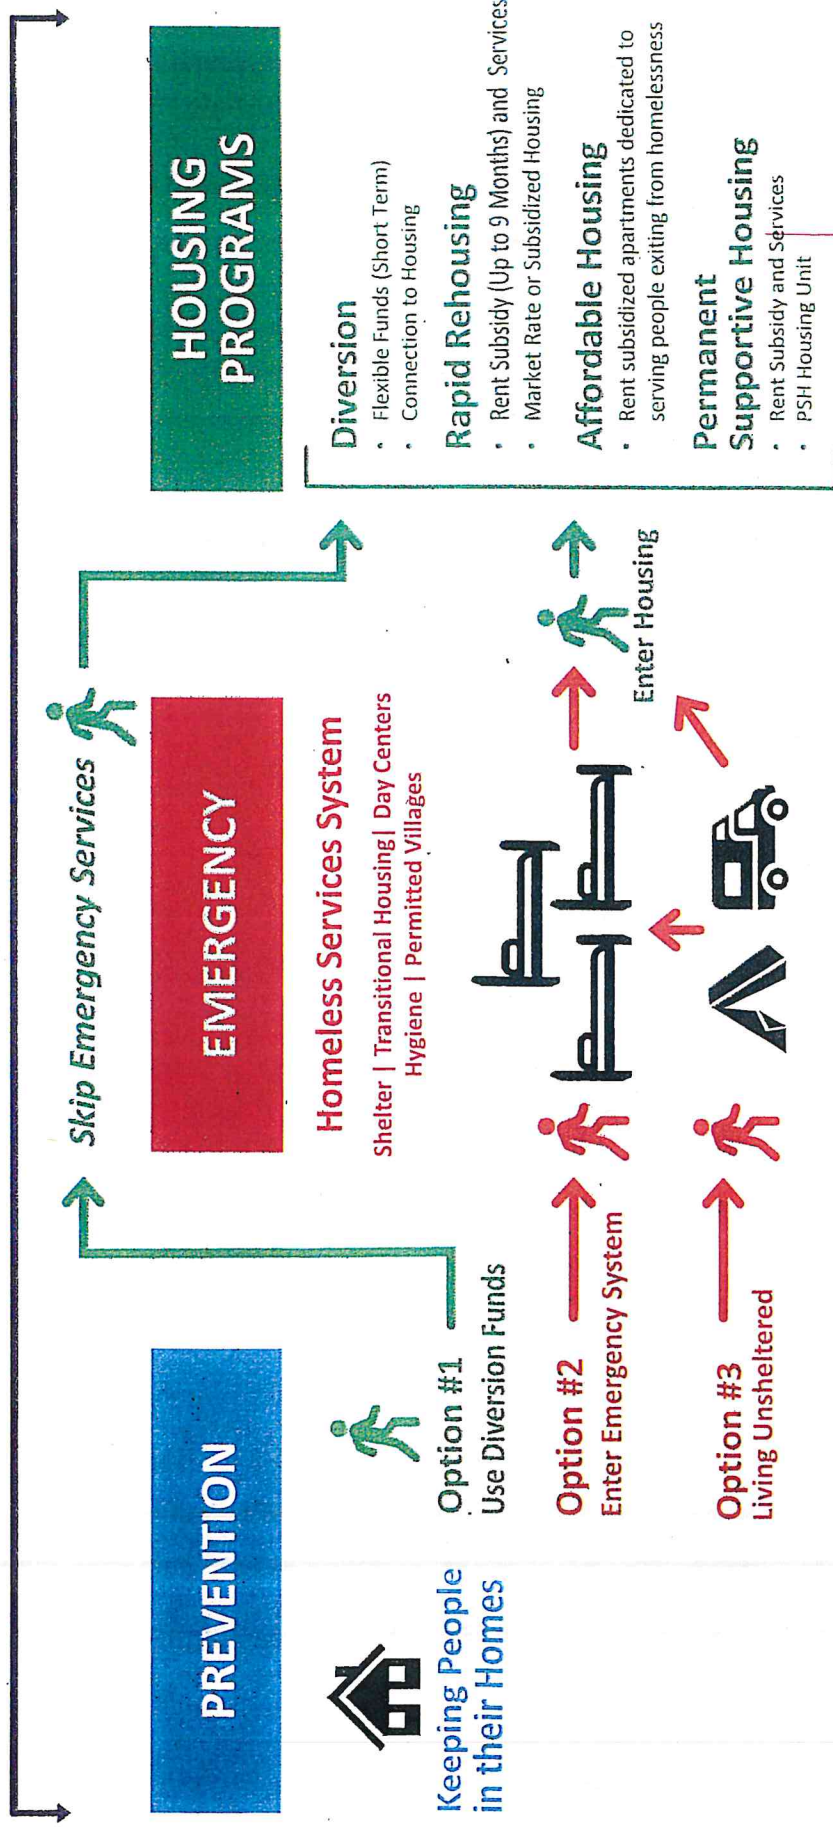 PREVENTION
Keeping People
in their Homes
Option #1
Use Diversion Funds
Option #2
Enter Emergency System
Option #3
Living Unsheltered
Skip Emergency Services
EMERGENCY
Homeless Services System
Shelter | Transitional Housing| Day Centers
Hygiene | Permitted Villages
Enter Housing
HOUSING
PROGRAMS
Diversion
• Flexible Funds (Short Term)
• Connection to Housing
Rapid Rehousing
• Rent Subsidy (Up to 9 Months) and Services
• Market Rate or Subsidized Housing
Affordable Housing
• Rent subsidized apartments dedicated to
serving people exiting from homelessness
Permanent
Supportive Housing
• Rent Subsidy and Services
• PSH Housing Unit